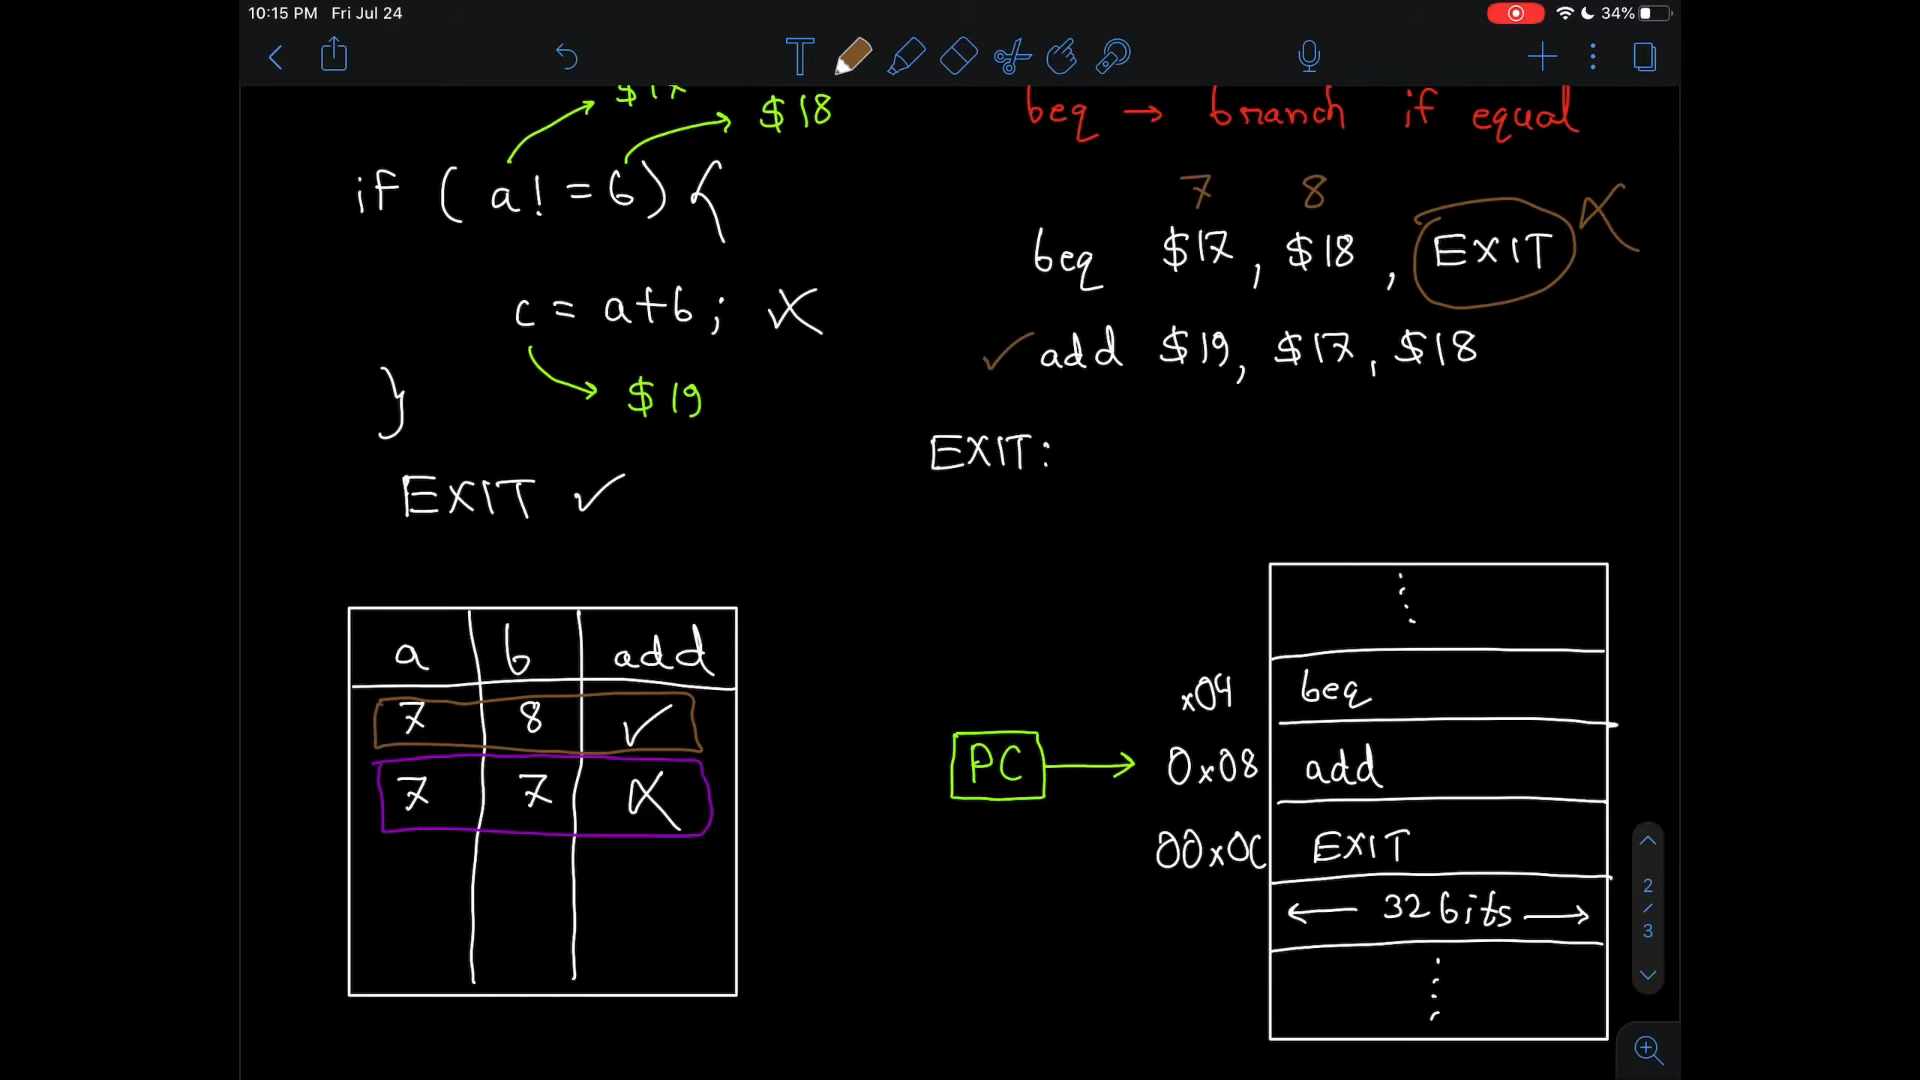 10:15 PM Fri Jul 24
34%
T
$17
$18
beq → branch if equal
if (a! = b) {
7 8
beq $17, $18, EXIT
c = a+b;
✓ add $19, $17, $18
$19
}
EXIT:
EXIT ✓
a b add
7 8 ✓
7 7 X
x04 beq
PC → 0x08 add
00x0C EXIT
← 32 bits →
2
/
3